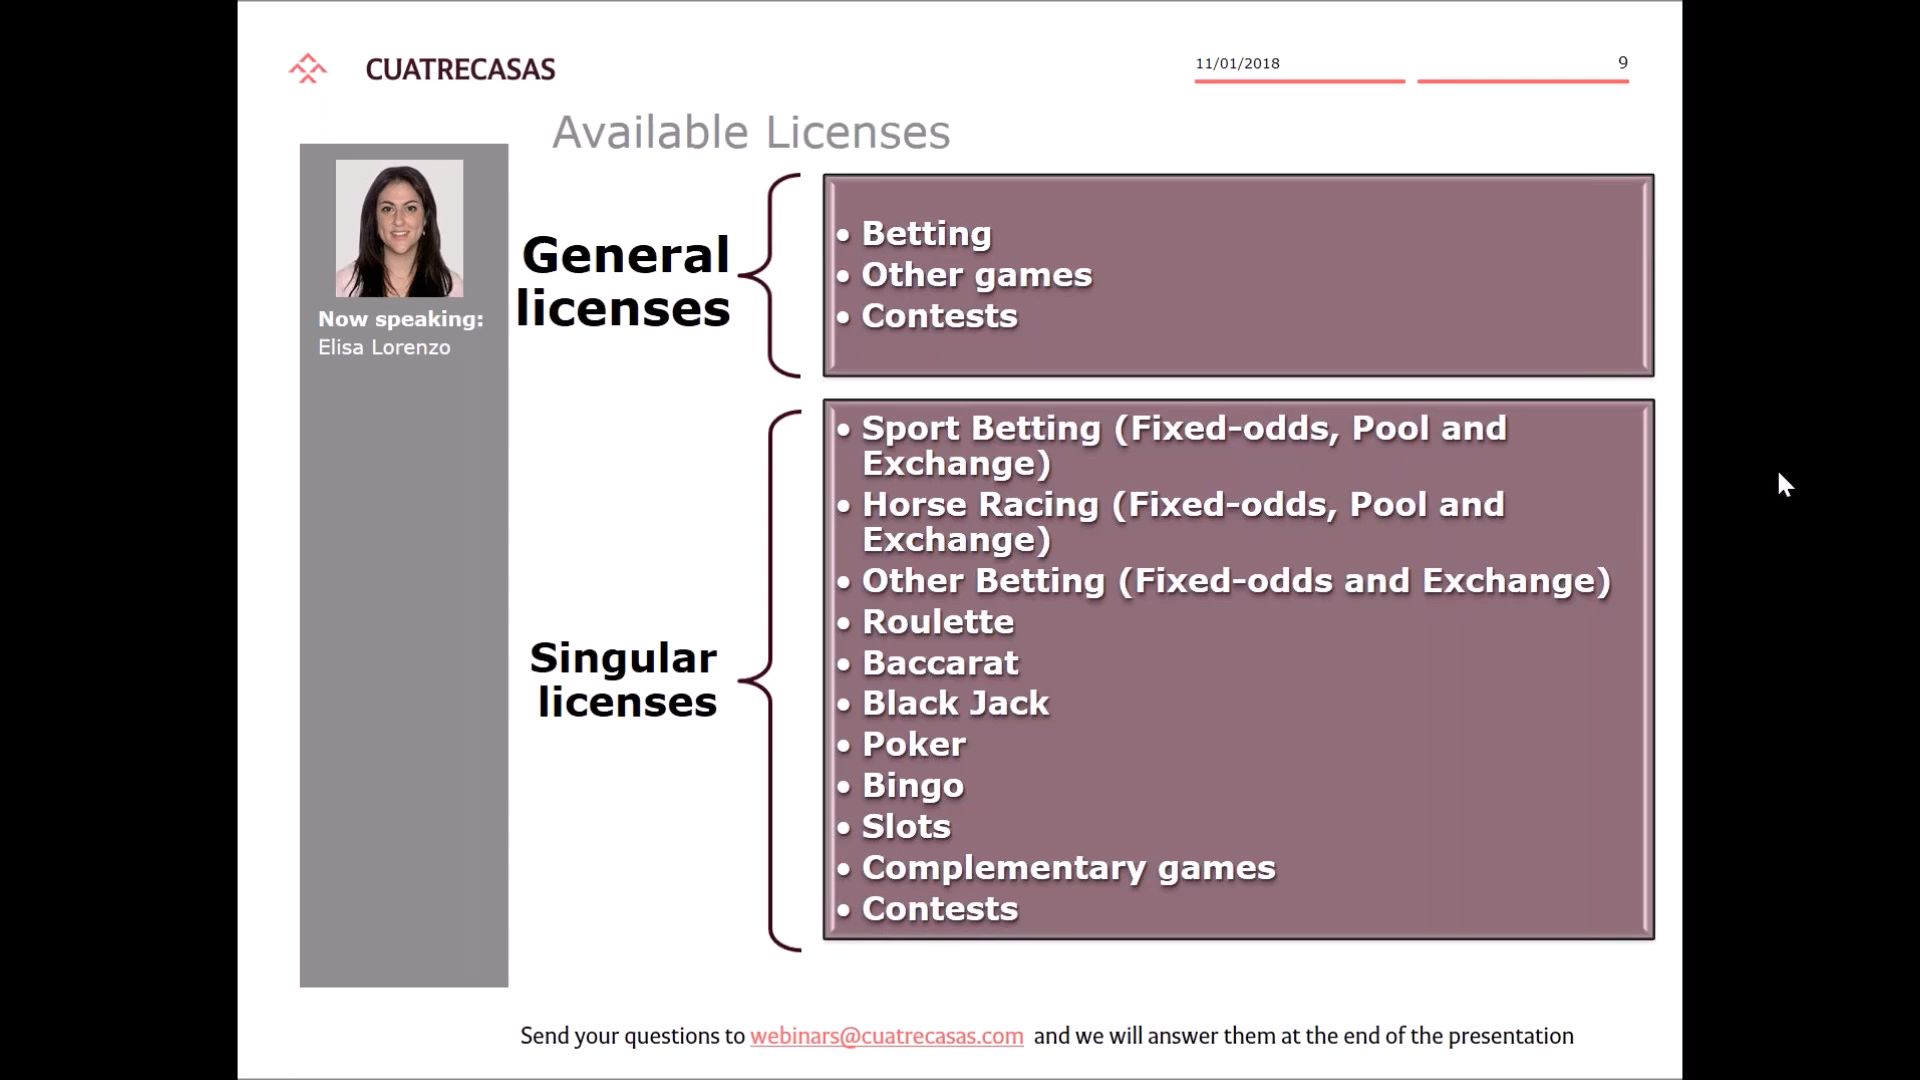 CUATRECASAS
11/01/2018
9
Available Licenses
Now speaking:
Elisa Lorenzo
General
licenses
• Betting
• Other games
• Contests
Singular
licenses
• Sport Betting (Fixed-odds, Pool and
Exchange)
• Horse Racing (Fixed-odds, Pool and
Exchange)
• Other Betting (Fixed-odds and Exchange)
• Roulette
• Baccarat
• Black Jack
• Poker
• Bingo
• Slots
• Complementary games
• Contests
Send your questions to webinars@cuatrecasas.com and we will answer them at the end of the presentation